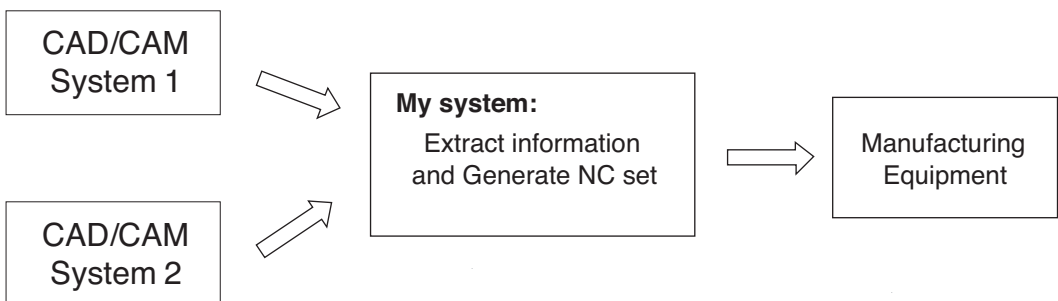 CAD/CAM
System 1
My system:
Extract information
and Generate NC set
Manufacturing
Equipment
CAD/CAM
System 2